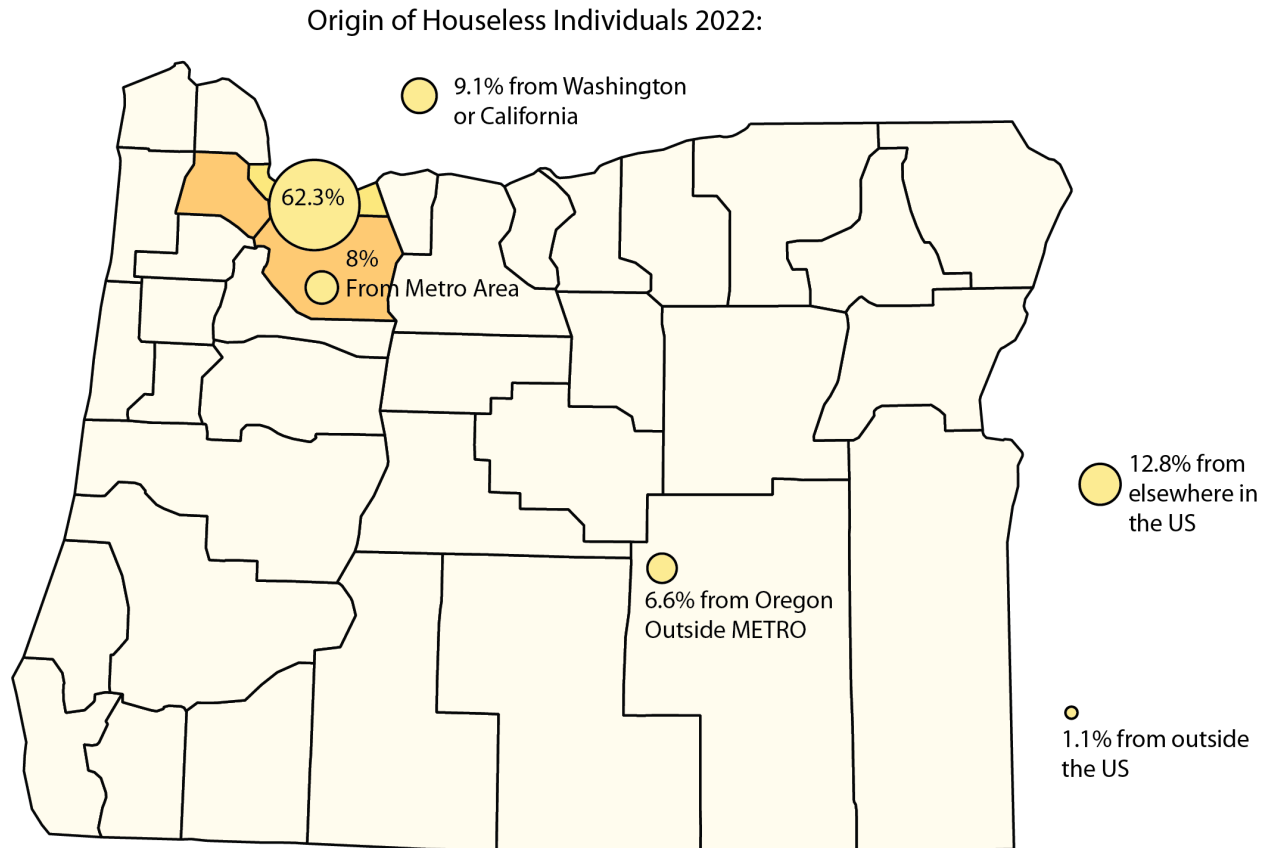 Origin of Houseless Individuals 2022:
9.1% from Washington
or California
62.3%
8%
From Metro Area
12.8% from
elsewhere in
the US
6.6% from Oregon
Outside METRO
1.1% from outside
the US